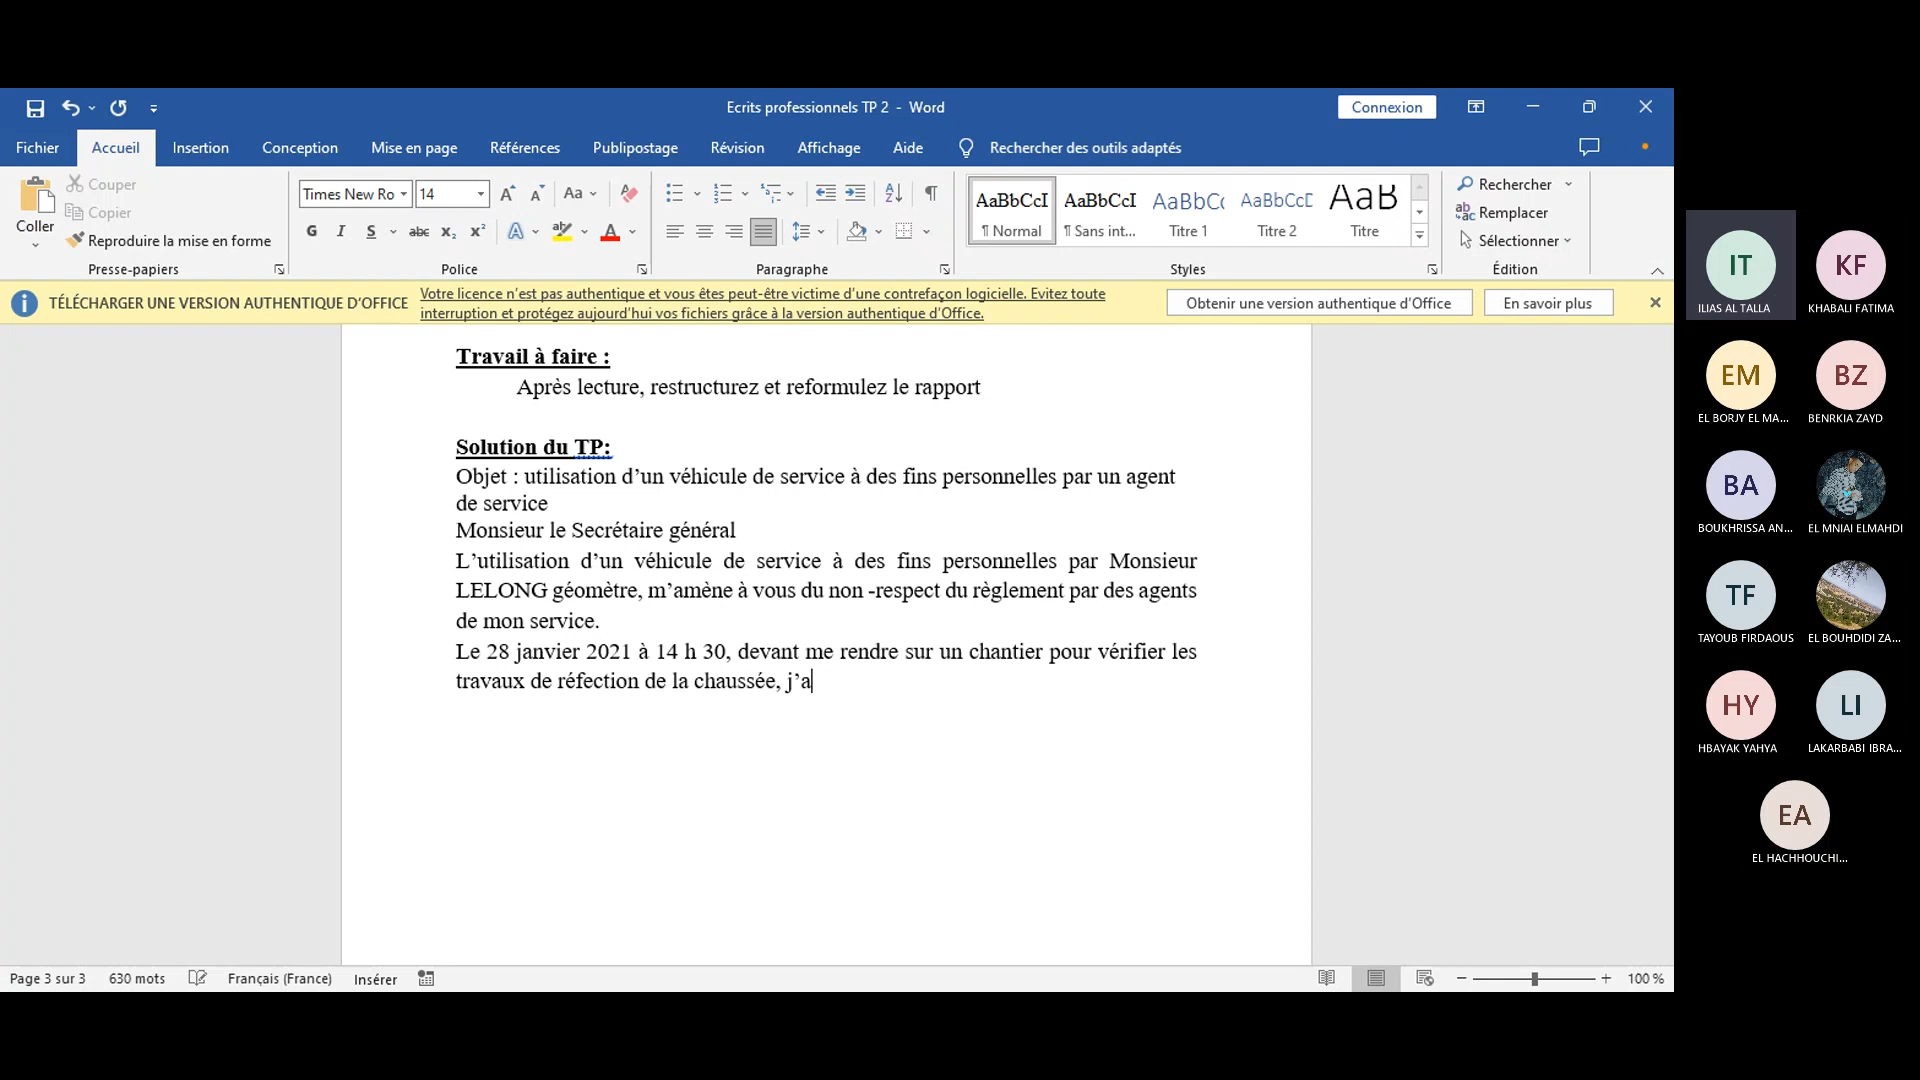 Ecrits professionnels TP 2 - Word
Connexion
Fichier Accueil Insertion Conception Mise en page Références Publipostage Révision Affichage Aide Rechercher des outils adaptés
Coller
Couper
Copier
Reproduire la mise en forme
Presse-papiers
Times New Ro 14
G I S abc x₂ x²
Police
Paragraphe
AaBbCcI AaBbCcI AaBbCc AaBbCcD AaB
¶ Normal ¶ Sans int... Titre 1 Titre 2 Titre
Styles
Rechercher
Remplacer
Sélectionner
Édition
TÉLÉCHARGER UNE VERSION AUTHENTIQUE D’OFFICE
Votre licence n’est pas authentique et vous êtes peut-être victime d’une contrefaçon logicielle. Evitez toute
interruption et protégez aujourd’hui vos fichiers grâce à la version authentique d’Office.
Obtenir une version authentique d’Office
En savoir plus
Travail à faire :
Après lecture, restructurez et reformulez le rapport
Solution du TP:
Objet : utilisation d’un véhicule de service à des fins personnelles par un agent
de service
Monsieur le Secrétaire général
L’utilisation d’un véhicule de service à des fins personnelles par Monsieur
LELONG géomètre, m’amène à vous du non -respect du règlement par des agents
de mon service.
Le 28 janvier 2021 à 14 h 30, devant me rendre sur un chantier pour vérifier les
travaux de réfection de la chaussée, j’a
Page 3 sur 3 630 mots Français (France) Insérer 100 %
IT KF
ILIAS AL TALLA KHABALI FATIMA
EM BZ
EL BORJY EL MA... BENRKIA ZAYD
BA
BOUKHRISSA AN... EL MNIAI ELMAHDI
TF
TAYOUB FIRDAOUS EL BOUHDIDI ZA...
HY LI
HBAYAK YAHYA LAKARBABI IBRA...
EA
EL HACHHOUCHI...